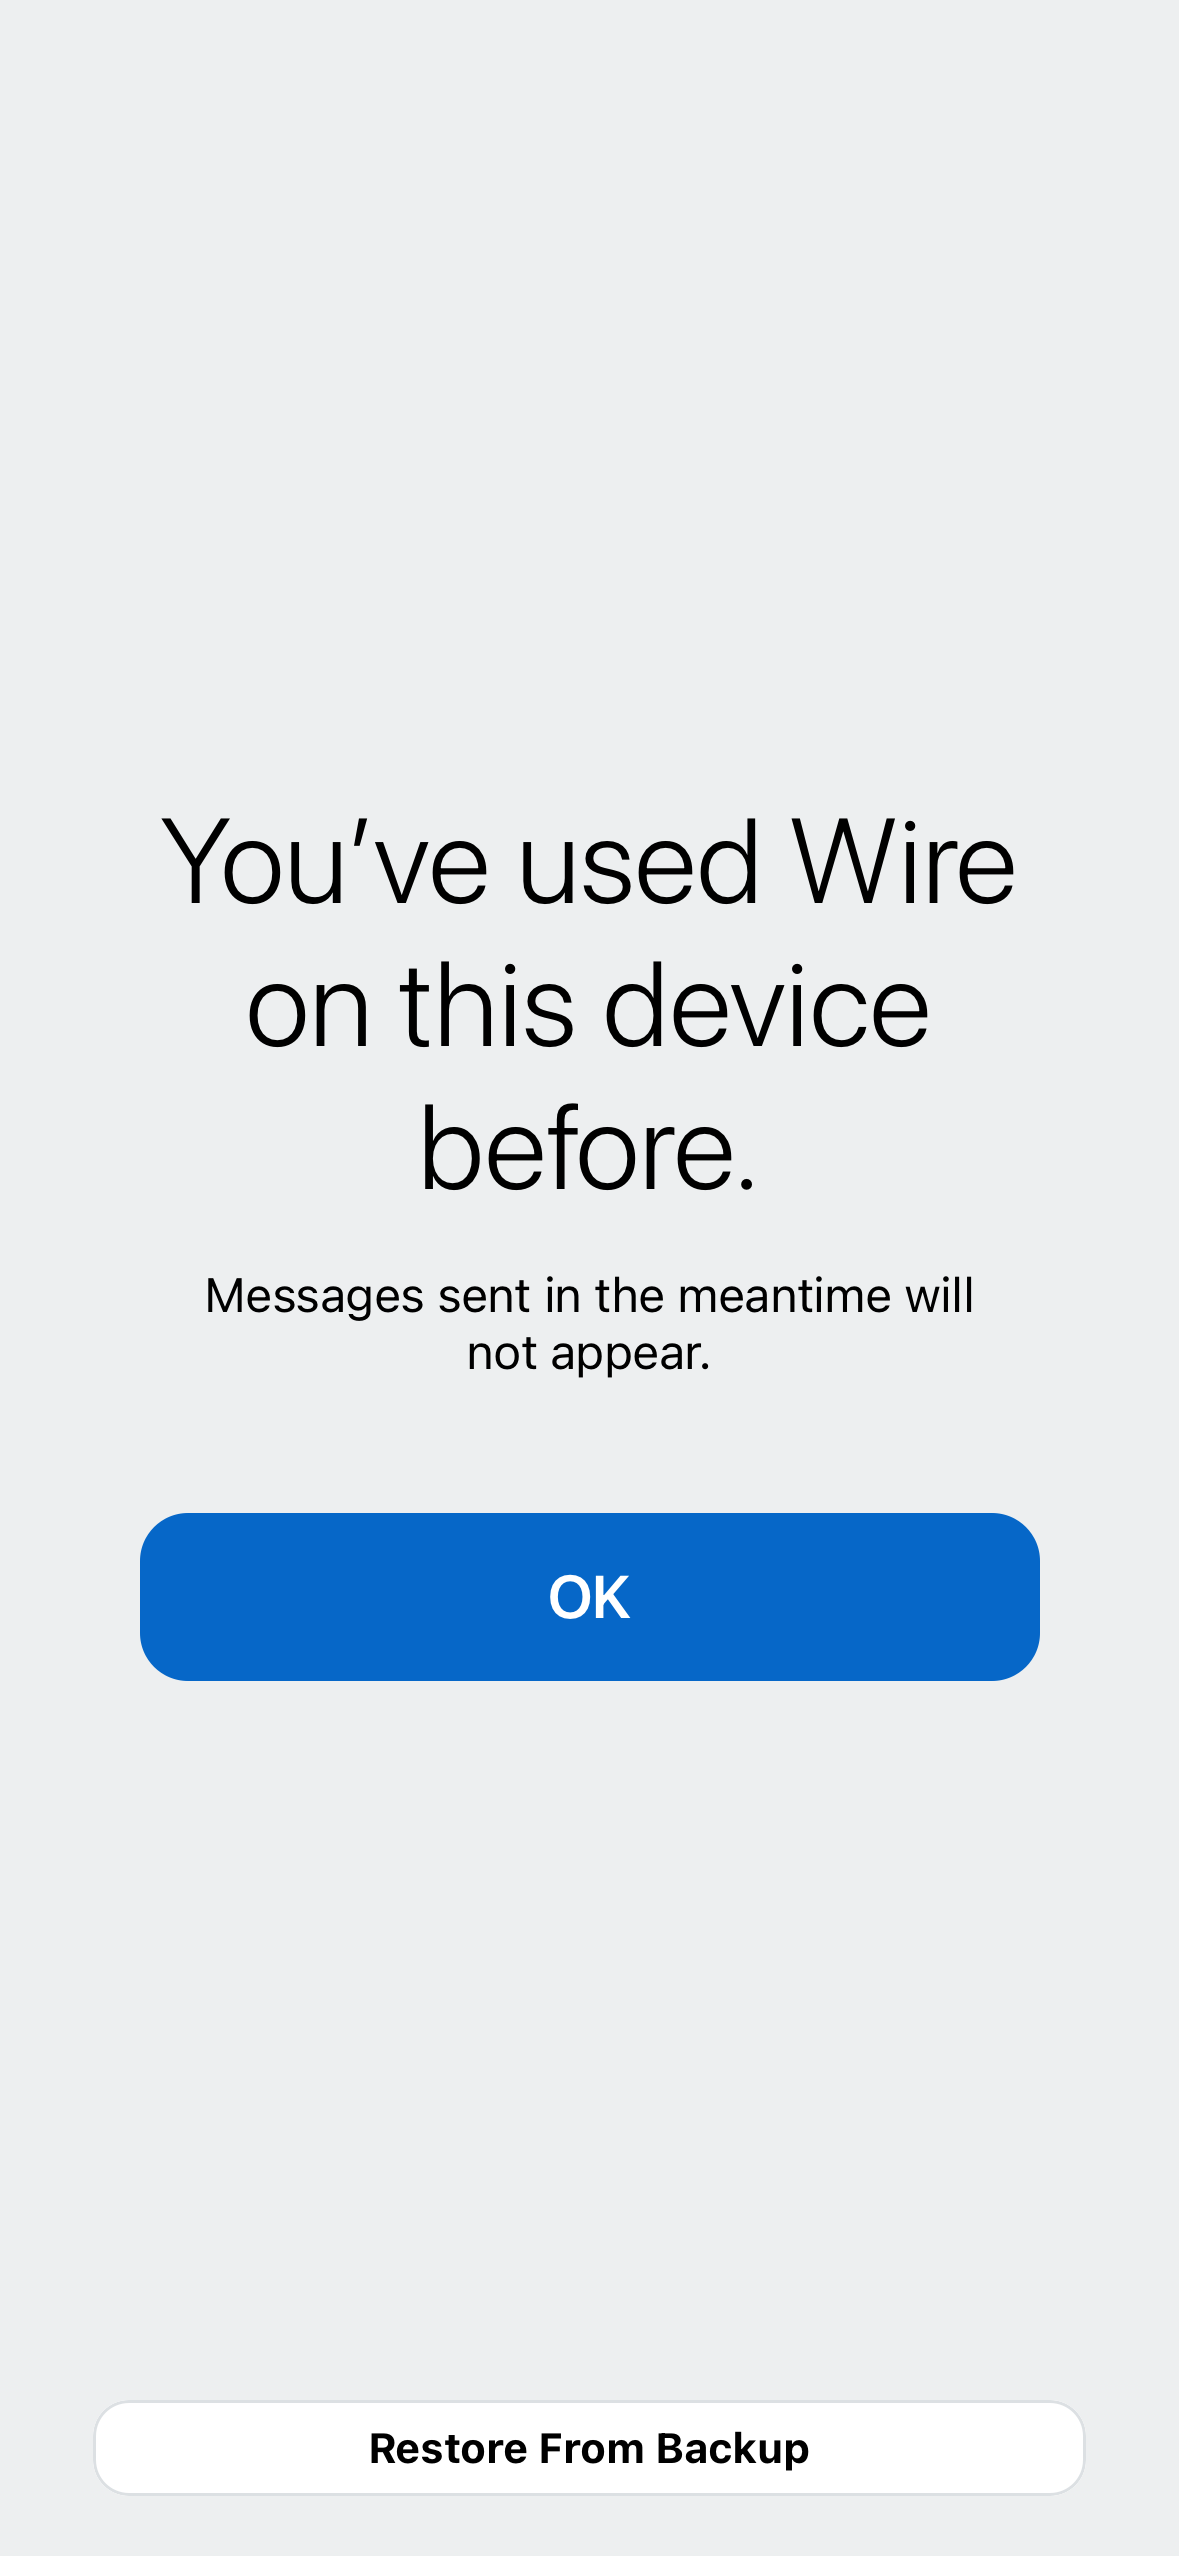 You’ve used Wire
on this device
before.
Messages sent in the meantime will
not appear.
OK
Restore From Backup